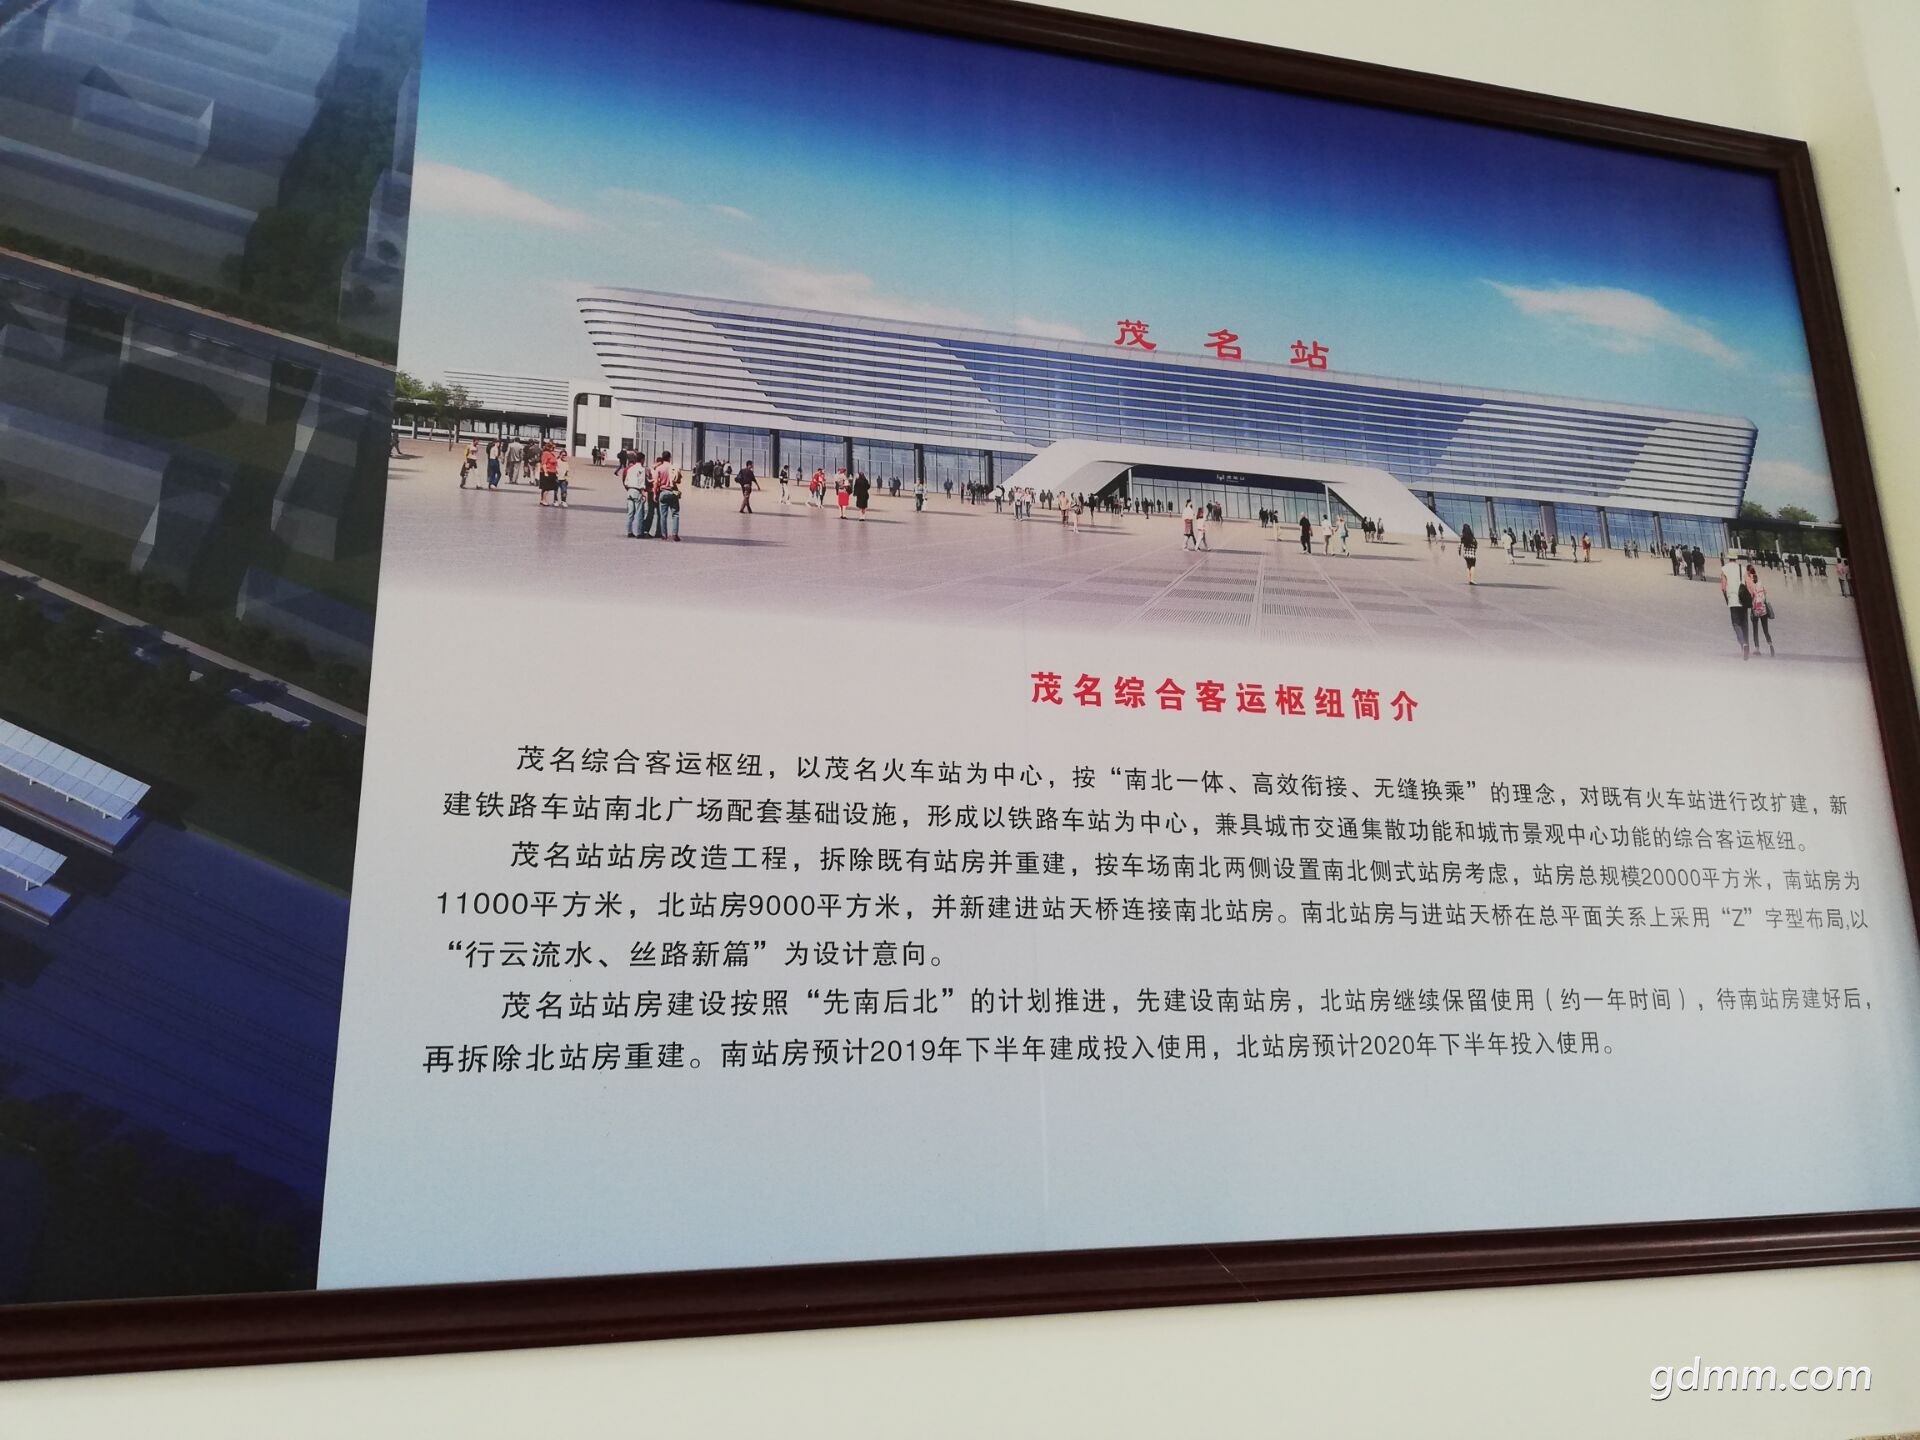 茂名站
茂名综合客运枢纽简介
茂名综合客运枢纽，以茂名火车站为中心，按“南北一体、高效衔接、无缝换乘”的理念，对既有火车站进行改扩建，新
建铁路车站南北广场配套基础设施，形成以铁路车站为中心，兼具城市交通集散功能和城市景观中心功能的综合客运枢纽。
茂名站站房改造工程，拆除既有站房并重建，按车场南北两侧设置南北侧式站房考虑，站房总规模20000平方米，南站房为
11000平方米，北站房9000平方米，并新建进站天桥连接南北站房。南北站房与进站天桥在总平面关系上采用“Z”字型布局,以
“行云流水、丝路新篇”为设计意向。
茂名站站房建设按照“先南后北”的计划推进，先建设南站房，北站房继续保留使用（约一年时间），待南站房建好后，
再拆除北站房重建。南站房预计2019年下半年建成投入使用，北站房预计2020年下半年投入使用。
gdmm.com